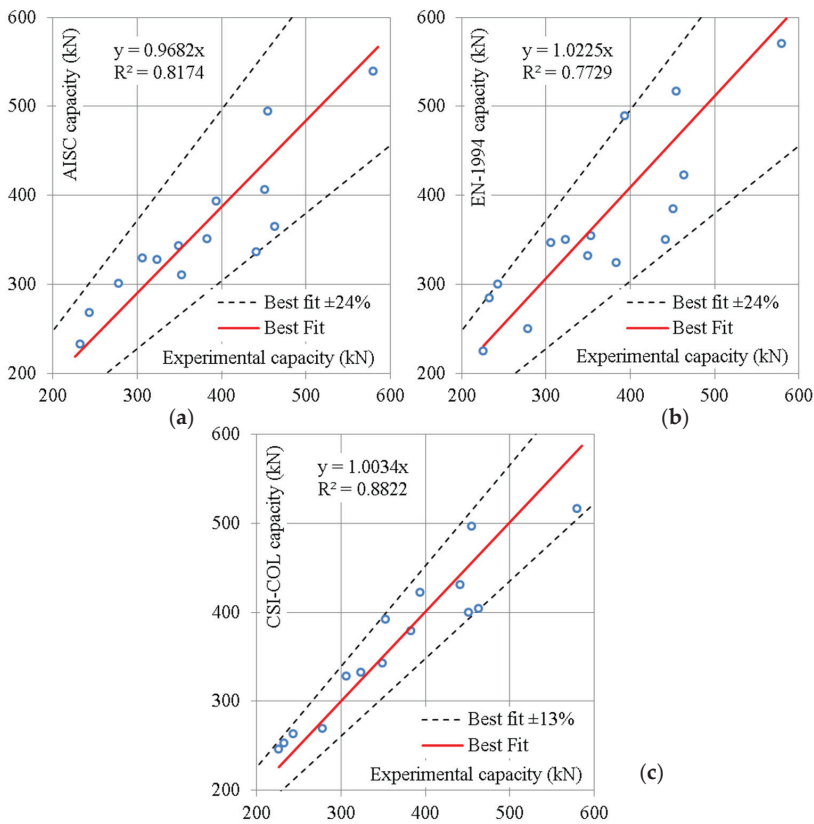 600
500
400
300
200
AISC capacity (kN)
y = 0.9682x
R² = 0.8174
Best fit ±24%
Best Fit
Experimental capacity (kN)
200 300 400 500 600
(a)
600
500
400
300
200
EN-1994 capacity (kN)
y = 1.0225x
R² = 0.7729
Best fit ±24%
Best Fit
Experimental capacity (kN)
200 300 400 500 600
(b)
600
500
400
300
200
CSI-COL capacity (kN)
y = 1.0034x
R² = 0.8822
Best fit ±13%
Best Fit
Experimental capacity (kN)
200 300 400 500 600
(c)